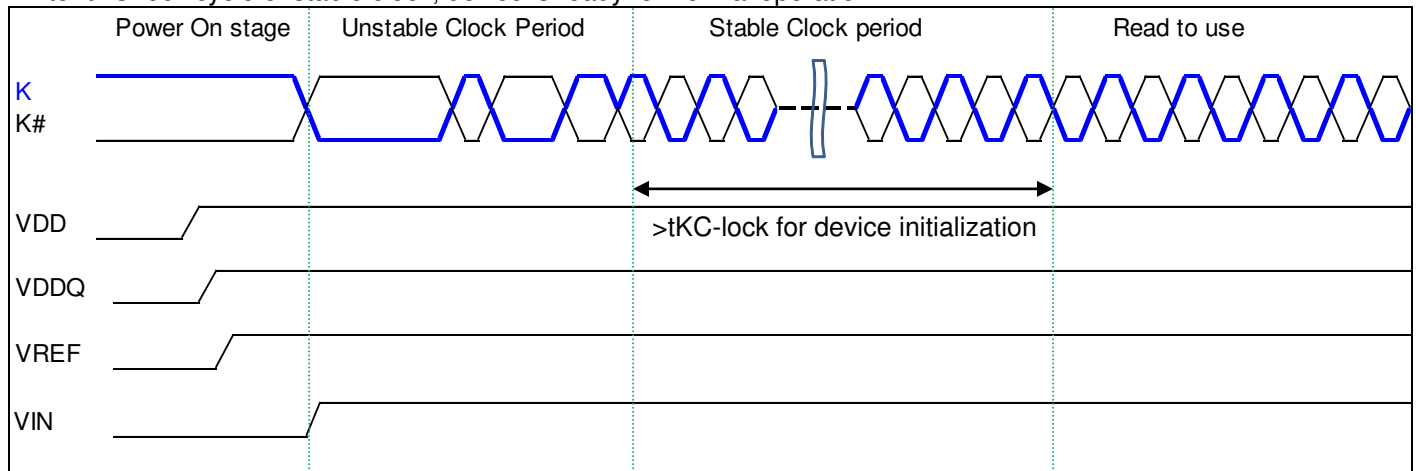 Power On stage
Unstable Clock Period
Stable Clock period
Read to use
K
K#
VDD
>tKC-lock for device initialization
VDDQ
VREF
VIN